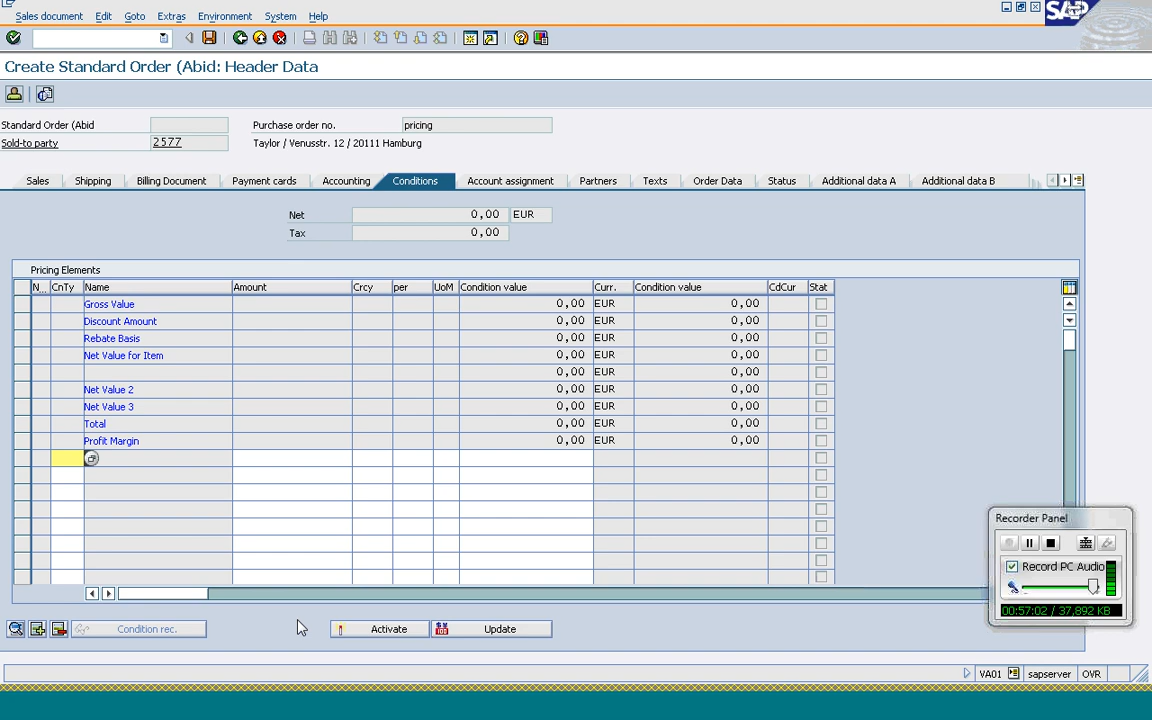 Sales document Edit Goto Extras Environment System Help
SAP
Create Standard Order (Abid: Header Data
Standard Order (Abid Purchase order no. pricing
Sold-to party 2577 Taylor / Venusstr. 12 / 20111 Hamburg
Sales Shipping Billing Document Payment cards Accounting Conditions Account assignment Partners Texts Order Data Status Additional data A Additional data B
Net 0,00 EUR
Tax 0,00
Pricing Elements
N... CnTy Name Amount Crcy per UoM Condition value Curr. Condition value CdCur Stat
Gross Value 0,00 EUR 0,00
Discount Amount 0,00 EUR 0,00
Rebate Basis 0,00 EUR 0,00
Net Value for Item 0,00 EUR 0,00
0,00 EUR 0,00
Net Value 2 0,00 EUR 0,00
Net Value 3 0,00 EUR 0,00
Total 0,00 EUR 0,00
Profit Margin 0,00 EUR 0,00
Recorder Panel
Record PC Audio
00:57:02 / 37,892 KB
Condition rec. Activate Update
VA01 sapserver OVR